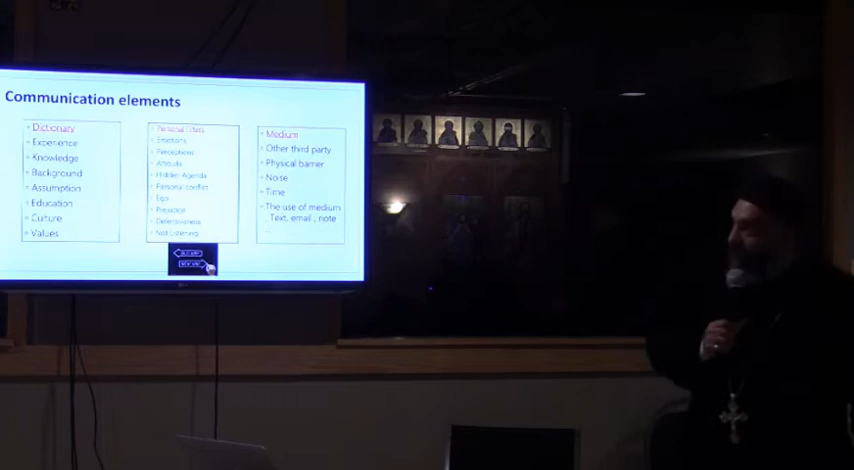 Communication elements
Dictionary
Experience
Knowledge
Background
Assumption
Education
Culture
Values
Personal
Emotions
Perceptions
Attitude
Hidden Agenda
Personal conflict
Ego
Prejudice
Defensiveness
Not Listening
Medium
Other third party
Physical barrier
Noise
Time
The use of medium
, Text, email , note
...